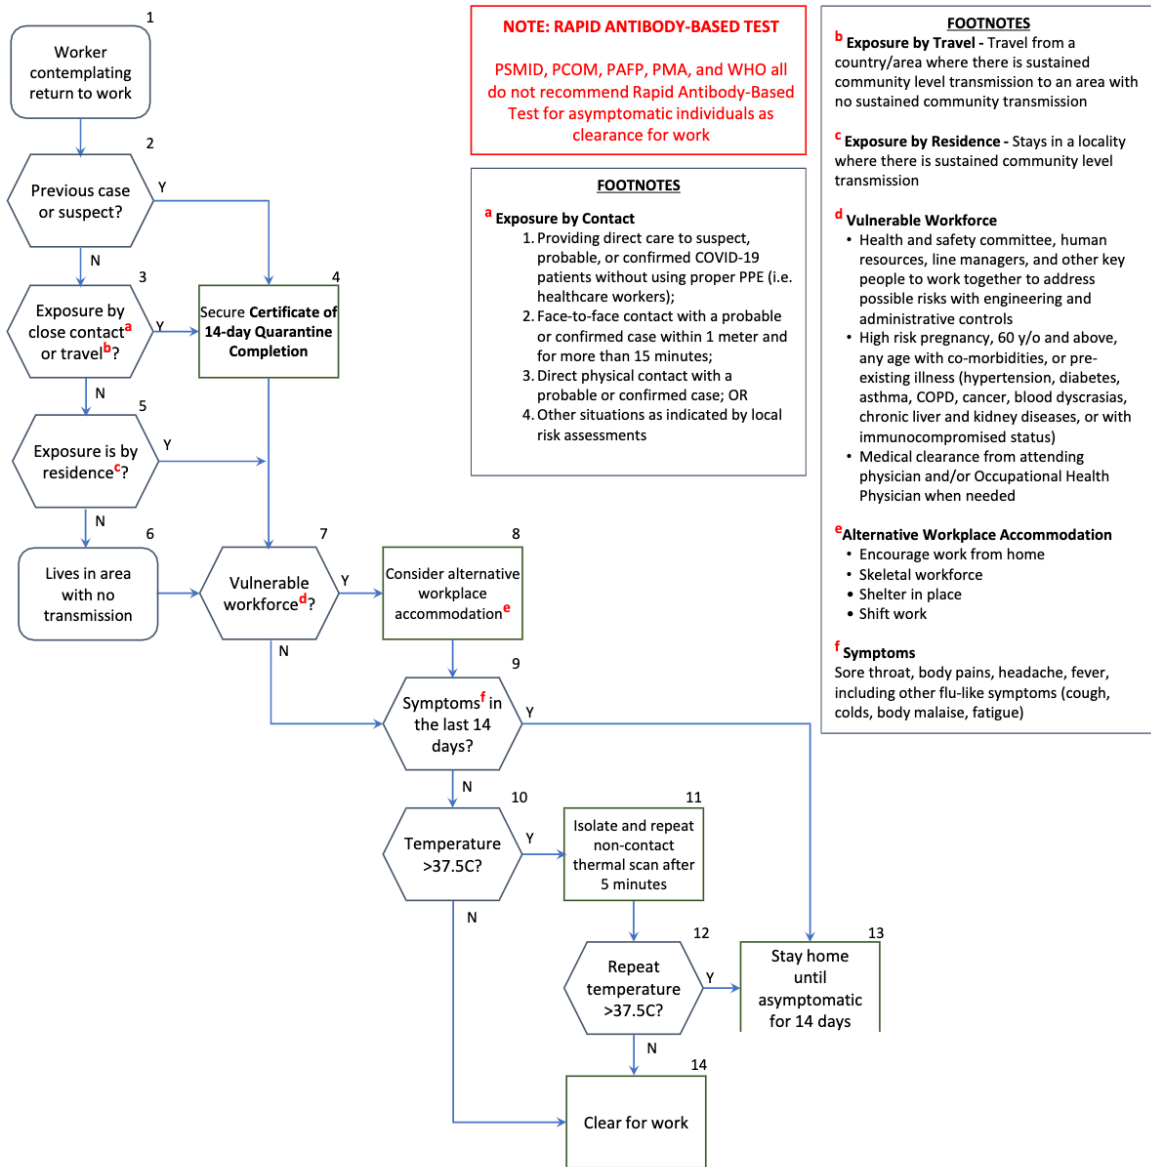 1
Worker
contemplating
return to work
2
Previous case
or suspect?
Y
N
3
Exposure by
close contact a
or travel b?
Y
N
4
Secure Certificate of
14-day Quarantine
Completion
5
Exposure is by
residence c?
Y
N
6
Lives in area
with no
transmission
7
Vulnerable
workforce d?
Y
N
8
Consider alternative
workplace
accommodation e
9
Symptoms f in
the last 14
days?
Y
N
10
Temperature
>37.5C?
Y
N
11
Isolate and repeat
non-contact
thermal scan after
5 minutes
12
Repeat
temperature
>37.5C?
Y
N
13
Stay home
until
asymptomatic
for 14 days
14
Clear for work
NOTE: RAPID ANTIBODY-BASED TEST
PSMID, PCOM, PAFP, PMA, and WHO all
do not recommend Rapid Antibody-Based
Test for asymptomatic individuals as
clearance for work
FOOTNOTES
a Exposure by Contact
1. Providing direct care to suspect,
probable, or confirmed COVID-19
patients without using proper PPE (i.e.
healthcare workers);
2. Face-to-face contact with a probable
or confirmed case within 1 meter and
for more than 15 minutes;
3. Direct physical contact with a
probable or confirmed case; OR
4. Other situations as indicated by local
risk assessments
FOOTNOTES
b Exposure by Travel - Travel from a
country/area where there is sustained
community level transmission to an area with
no sustained community transmission
c Exposure by Residence - Stays in a locality
where there is sustained community level
transmission
d Vulnerable Workforce
• Health and safety committee, human
resources, line managers, and other key
people to work together to address
possible risks with engineering and
administrative controls
• High risk pregnancy, 60 y/o and above,
any age with co-morbidities, or pre-
existing illness (hypertension, diabetes,
asthma, COPD, cancer, blood dyscrasias,
chronic liver and kidney diseases, or with
immunocompromised status)
• Medical clearance from attending
physician and/or Occupational Health
Physician when needed
e Alternative Workplace Accommodation
• Encourage work from home
• Skeletal workforce
• Shelter in place
• Shift work
f Symptoms
Sore throat, body pains, headache, fever,
including other flu-like symptoms (cough,
colds, body malaise, fatigue)